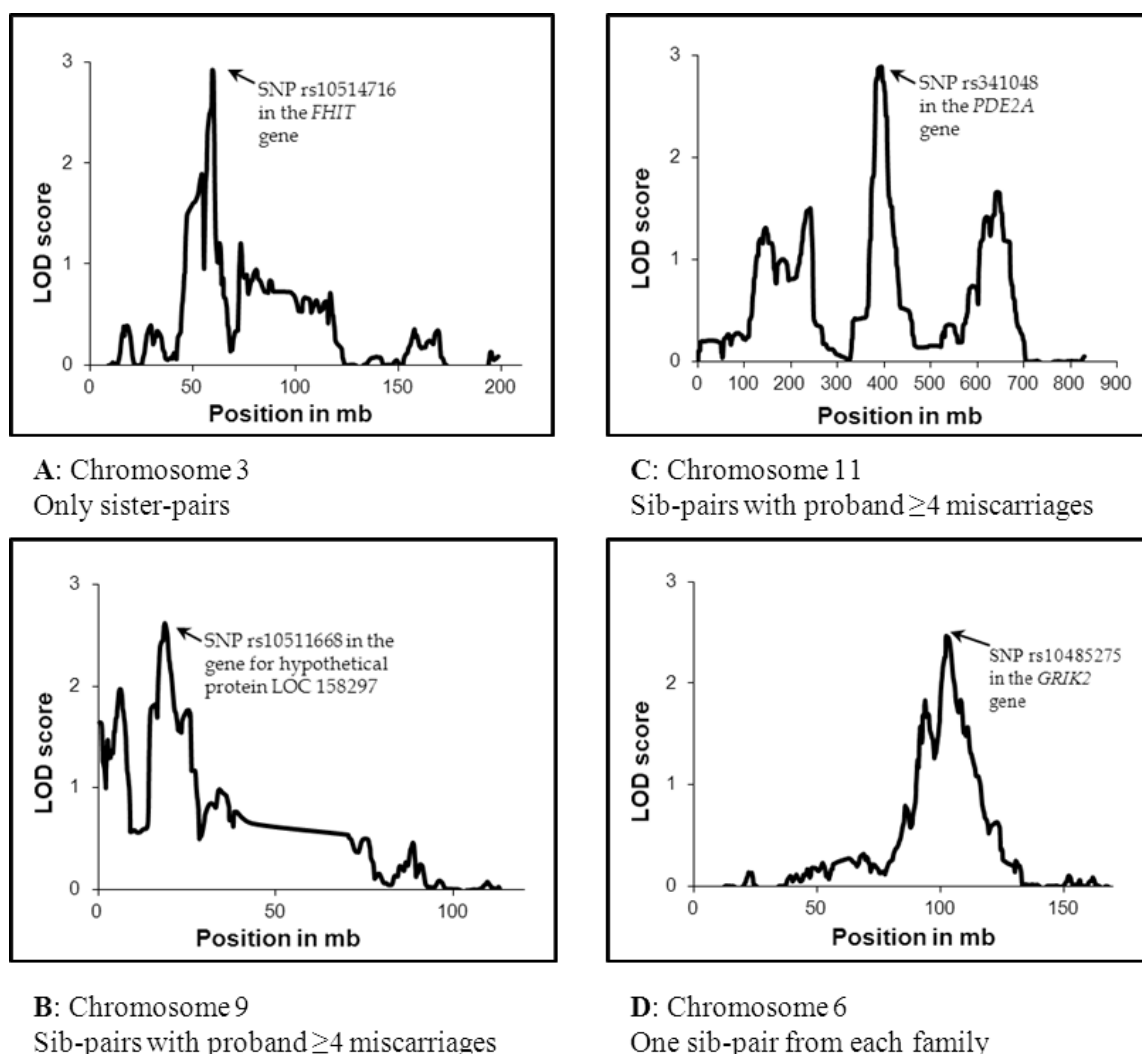 3
2
1
0
LOD score
SNP rs10514716
in the FHIT
gene
0 50 100 150 200
Position in mb
A: Chromosome 3
Only sister-pairs
3
2
1
0
LOD score
SNP rs341048
in the PDE2A
gene
0 100 200 300 400 500 600 700 800 900
Position in mb
C: Chromosome 11
Sib-pairs with proband ≥4 miscarriages
3
2
1
0
LOD score
SNP rs10511668 in the
gene for hypothetical
protein LOC 158297
0 50 100
Position in mb
B: Chromosome 9
Sib-pairs with proband ≥4 miscarriages
3
2
1
0
LOD score
SNP rs10485275
in the GRIK2
gene
0 50 100 150
Position in mb
D: Chromosome 6
One sib-pair from each family